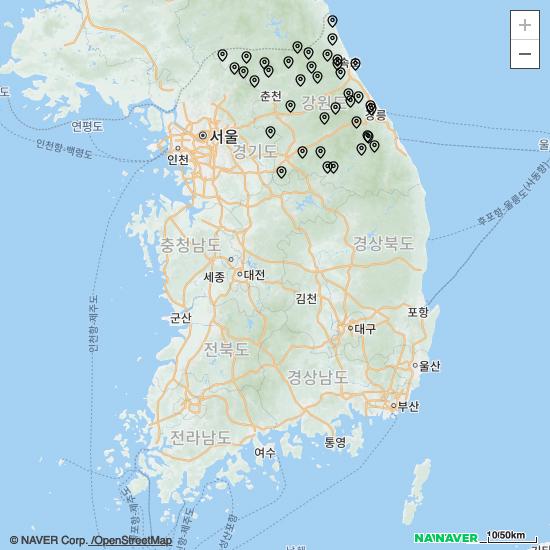 +
−
속초
춘천
강원도
강릉
연평도
서울
인천항-백령도
인천
경기도
울
후포항-울릉도(사동항)
충청남도
경상북도
세종
대전
인천항-제주도
김천
군산
포항
대구
전북도
울산
경상남도
부산
전라남도
통영
여수
© NAVER Corp. /OpenStreetMap
NAVER
10/50km